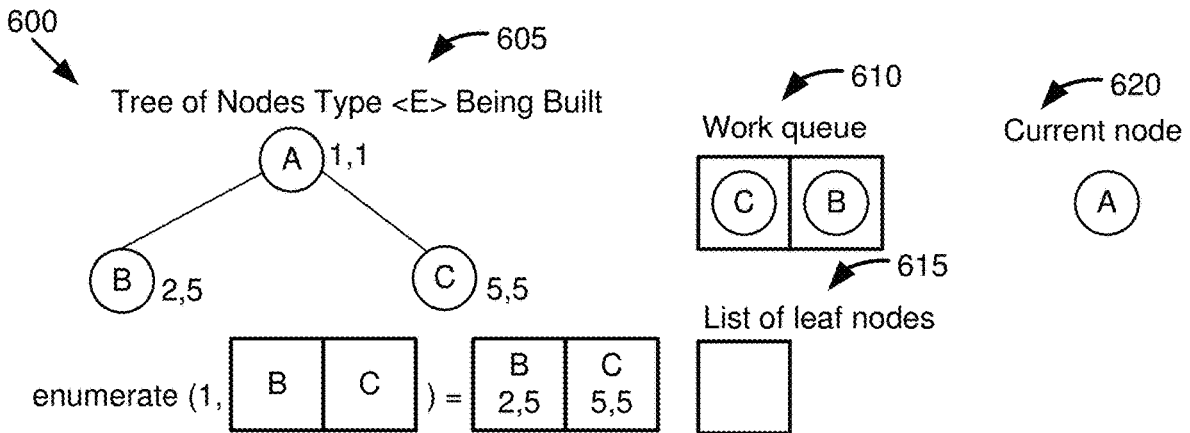 600
605
Tree of Nodes Type <E> Being Built
610
620
Work queue
Current node
A 1,1
C B
A
B 2,5
C 5,5
615
List of leaf nodes
enumerate (1, B C ) = B 2,5 C 5,5